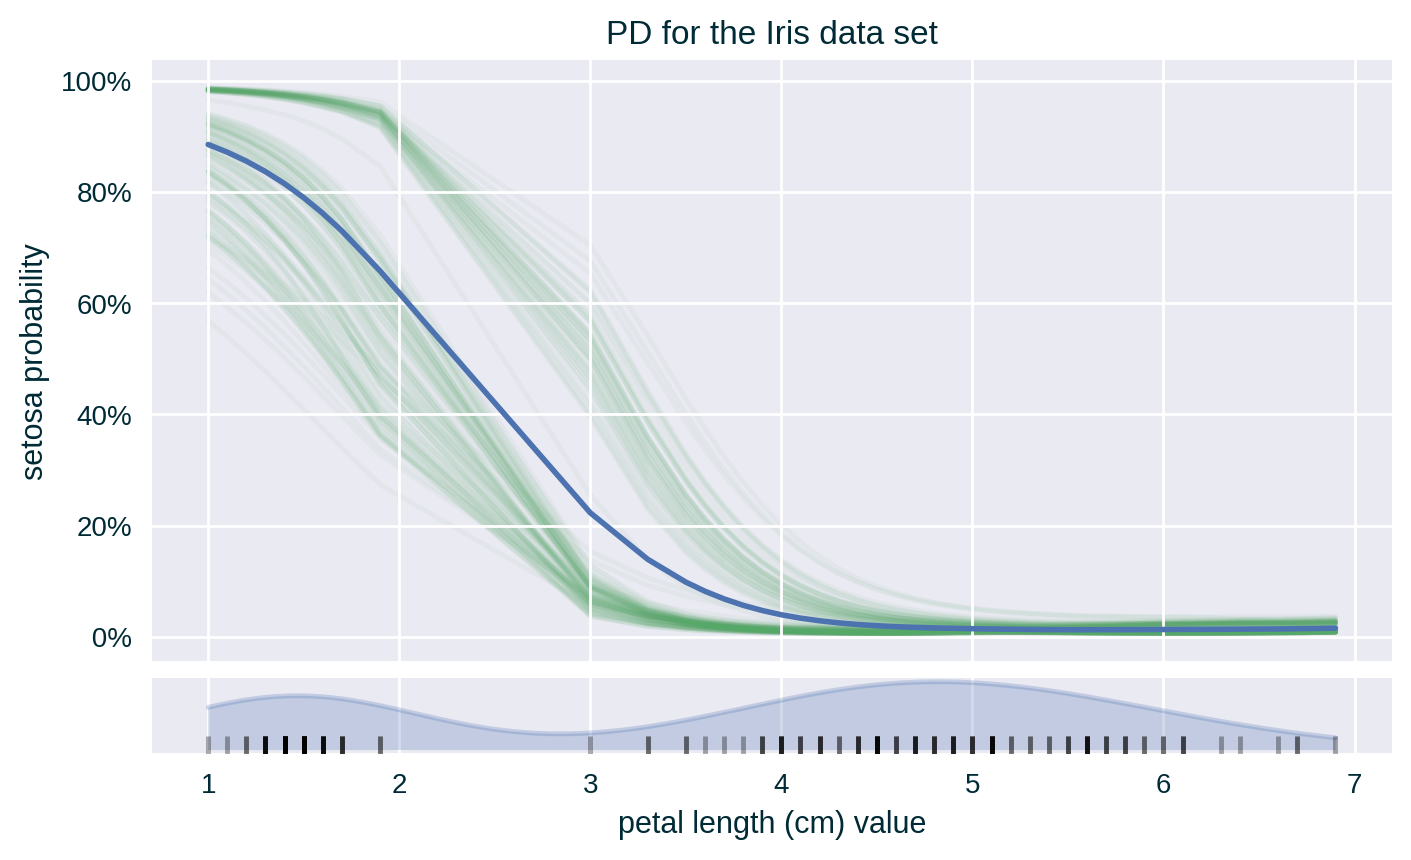 PD for the Iris data set
100%
80%
60%
40%
20%
0%
setosa probability
1 2 3 4 5 6 7
petal length (cm) value